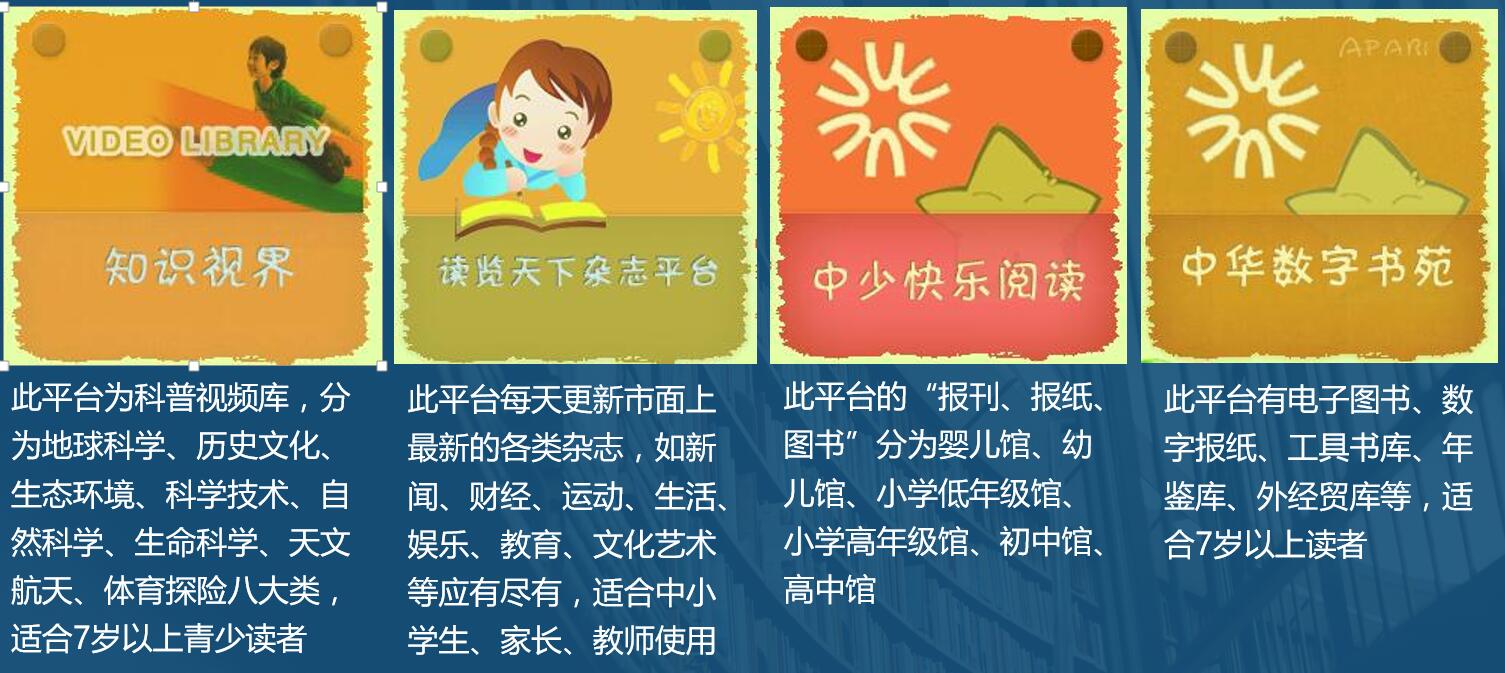 VIDEO LIBRARY
知识视界
此平台为科普视频库，分
为地球科学、历史文化、
生态环境、科学技术、自
然科学、生命科学、天文
航天、体育探险八大类，
适合7岁以上青少读者
读览天下杂志平台
此平台每天更新市面上
最新的各类杂志，如新
闻、财经、运动、生活、
娱乐、教育、文化艺术
等应有尽有，适合中小
学生、家长、教师使用
中少快乐阅读
此平台的“报刊、报纸、
图书”分为婴儿馆、幼
儿馆、小学低年级馆、
小学高年级馆、初中馆、
高中馆
APABI
中华数字书苑
此平台有电子图书、数
字报纸、工具书库、年
鉴库、外经贸库等，适
合7岁以上读者